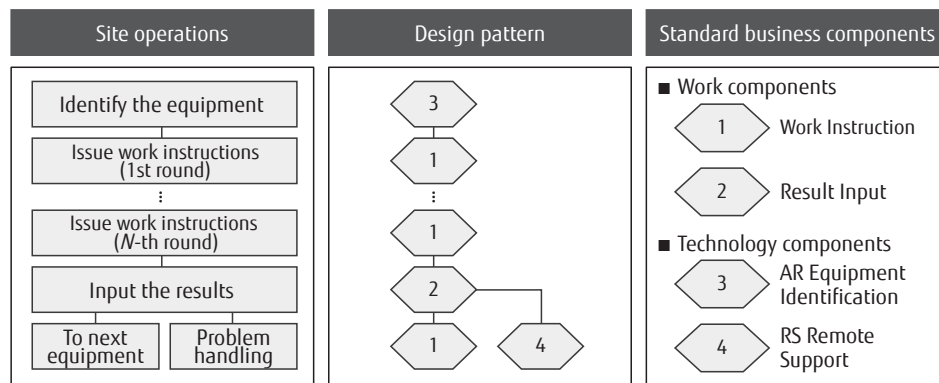 Site operations
Identify the equipment
Issue work instructions
(1st round)
Issue work instructions
(N-th round)
Input the results
To next
equipment
Problem
handling
Design pattern
3
1
1
2
1
4
Standard business components
■ Work components
1
Work Instruction
2
Result Input
■ Technology components
3
AR Equipment
Identification
4
RS Remote
Support